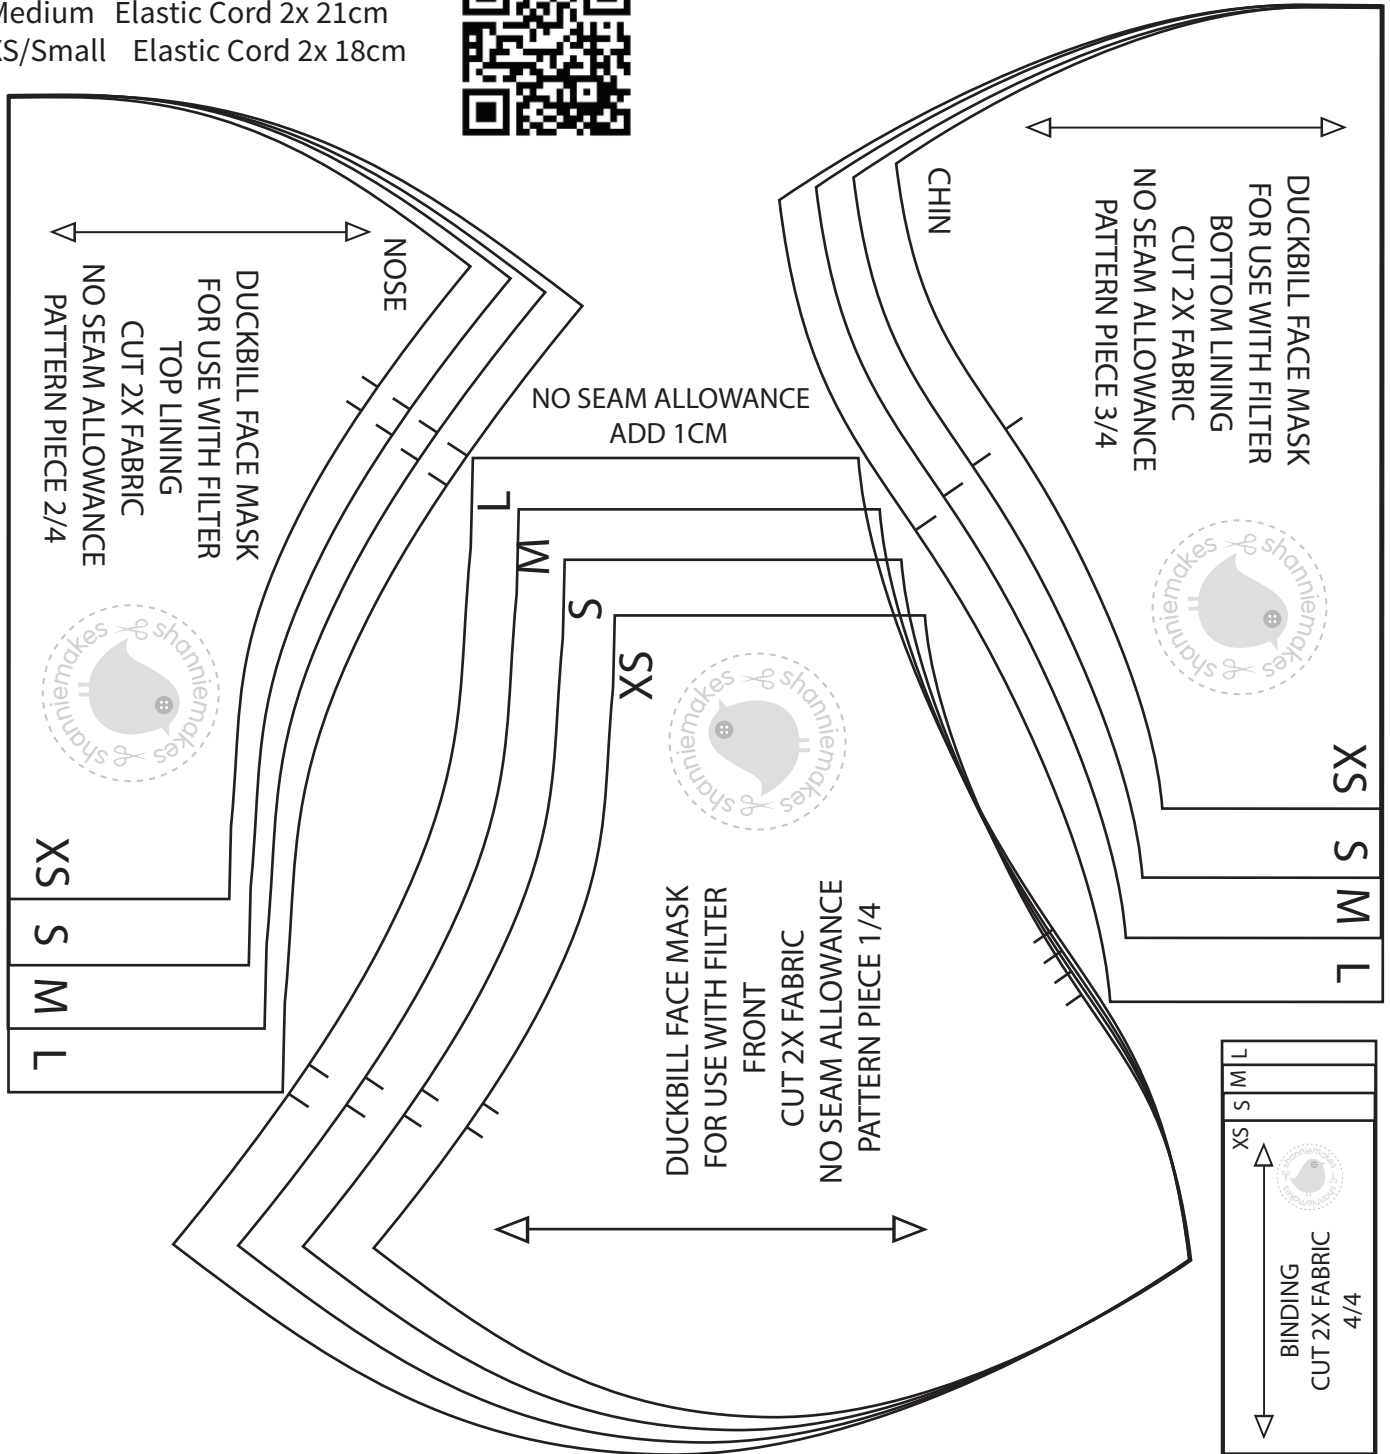 Medium Elastic Cord 2x 21cm
XS/Small Elastic Cord 2x 18cm
NOSE
DUCKBILL FACE MASK
FOR USE WITH FILTER
TOP LINING
CUT 2X FABRIC
NO SEAM ALLOWANCE
PATTERN PIECE 2/4
shanniemakes shanniemakes
XS
S
M
L
CHIN
DUCKBILL FACE MASK
FOR USE WITH FILTER
BOTTOM LINING
CUT 2X FABRIC
NO SEAM ALLOWANCE
PATTERN PIECE 3/4
shanniemakes shanniemakes
XS
S
M
L
NO SEAM ALLOWANCE
ADD 1CM
L
M
S
XS
shanniemakes shanniemakes
DUCKBILL FACE MASK
FOR USE WITH FILTER
FRONT
CUT 2X FABRIC
NO SEAM ALLOWANCE
PATTERN PIECE 1/4
L
M
S
XS
shanniemakes shanniemakes
BINDING
CUT 2X FABRIC
4/4